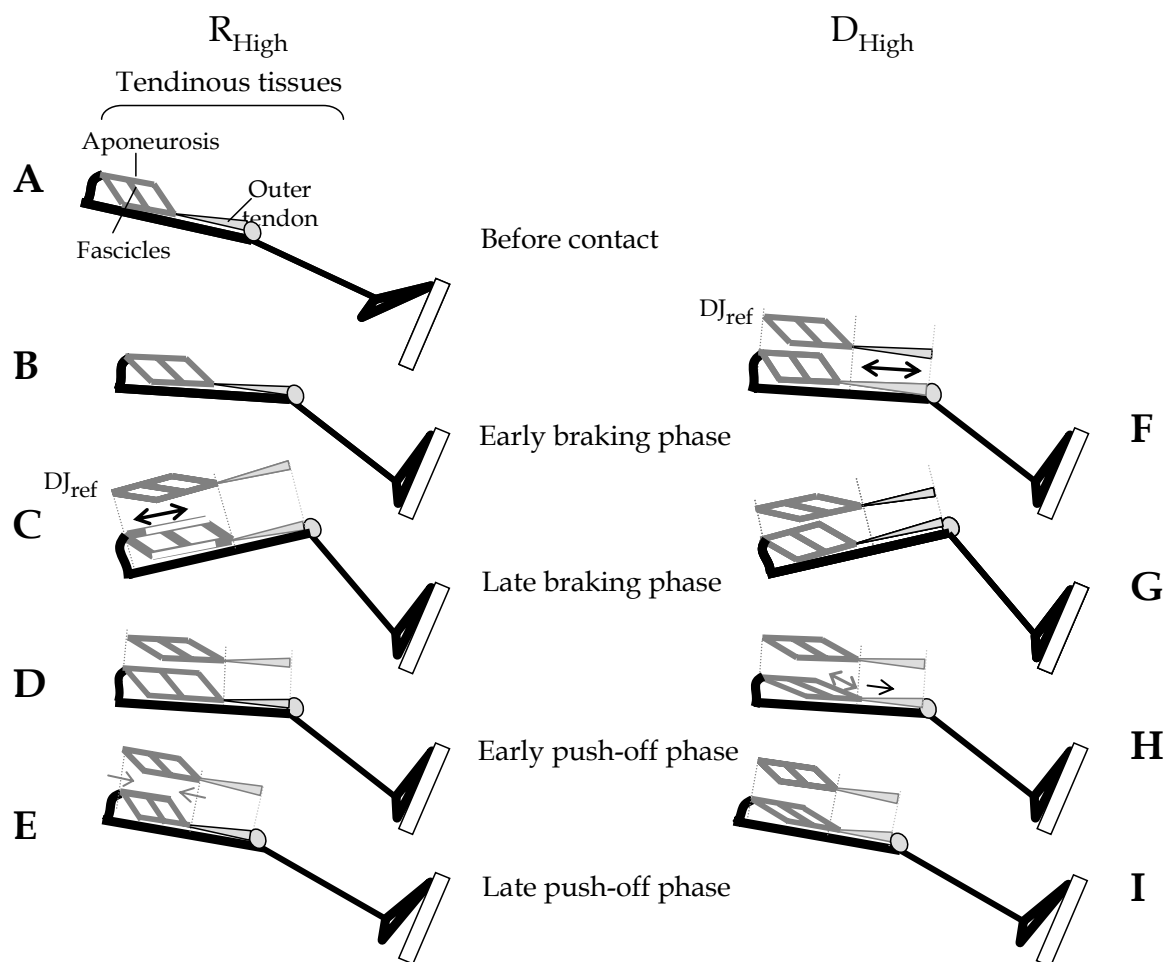 R_High D_High
Tendinous tissues
Aponeurosis
A
Outer
tendon
Fascicles
Before contact
DJ_ref
B
Early braking phase
F
DJ_ref
C
Late braking phase
G
D
Early push-off phase
H
E
Late push-off phase
I